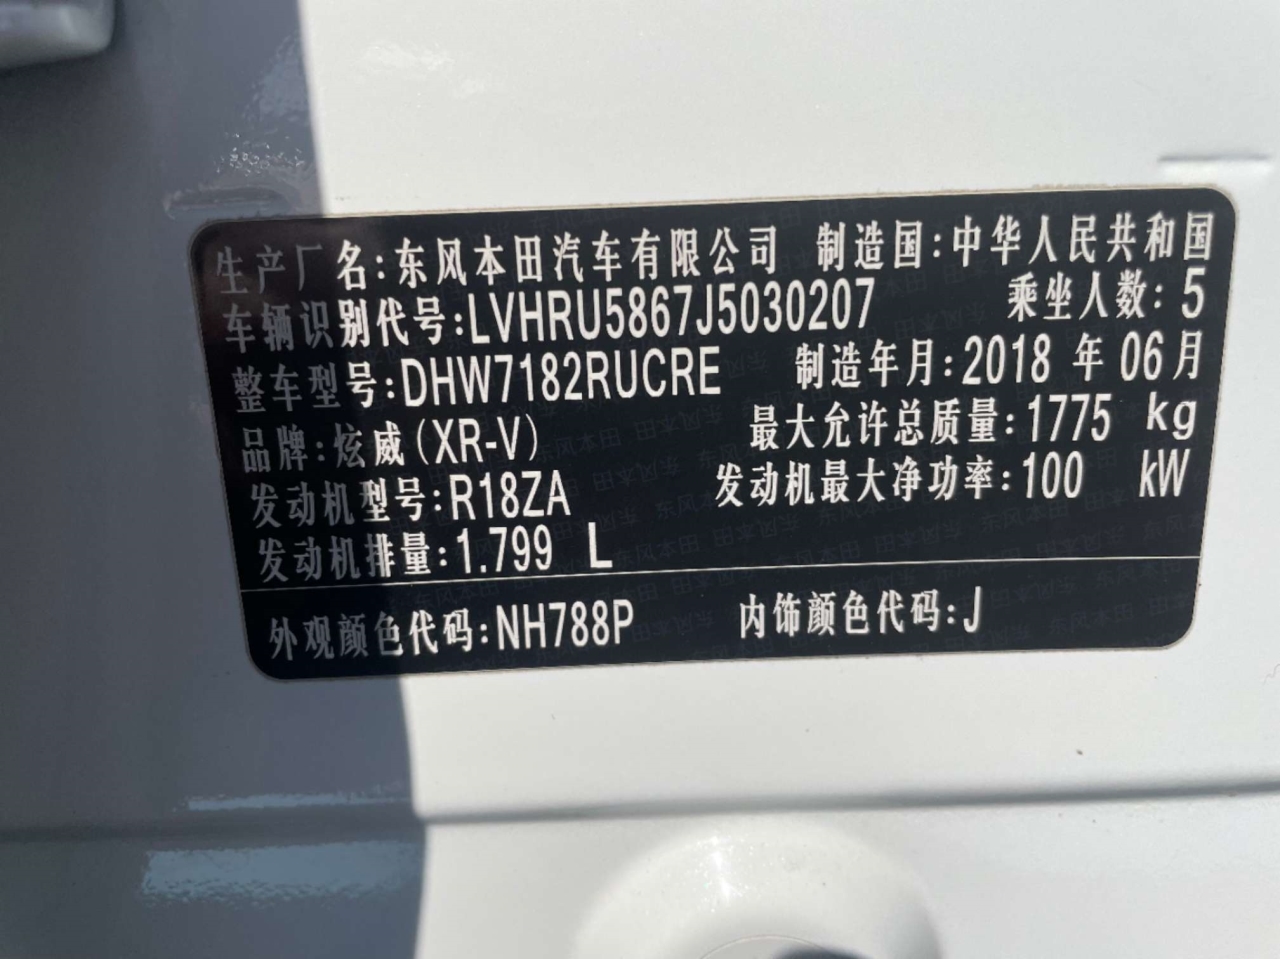 生产厂名:东风本田汽车有限公司 制造国:中华人民共和国
车辆识别代号:LVHRU5867J5030207 乘坐人数:5
整车型号:DHW7182RUCRE 制造年月:2018 年 06 月
品牌:炫威(XR-V) 最大允许总质量:1775 kg
发动机型号:R18ZA 发动机最大净功率:100 kW
发动机排量:1.799 L
外观颜色代码:NH788P 内饰颜色代码:J